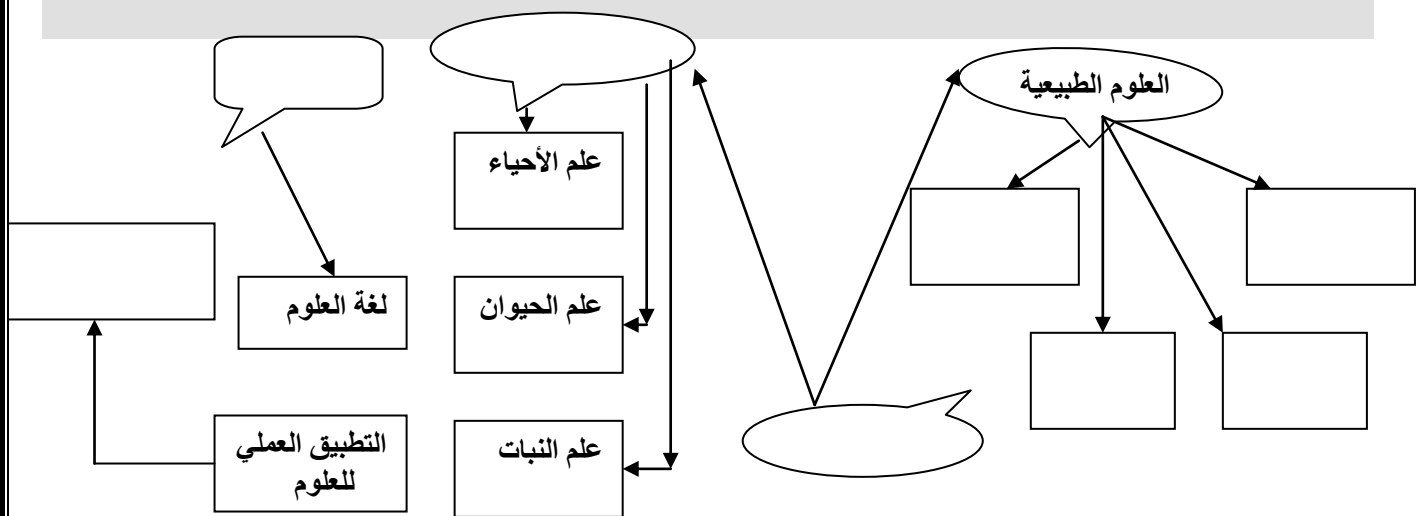 العلوم الطبيعية
علم الأحياء
علم الحيوان
لغة العلوم
علم النبات
التطبيق العملي
للعلوم